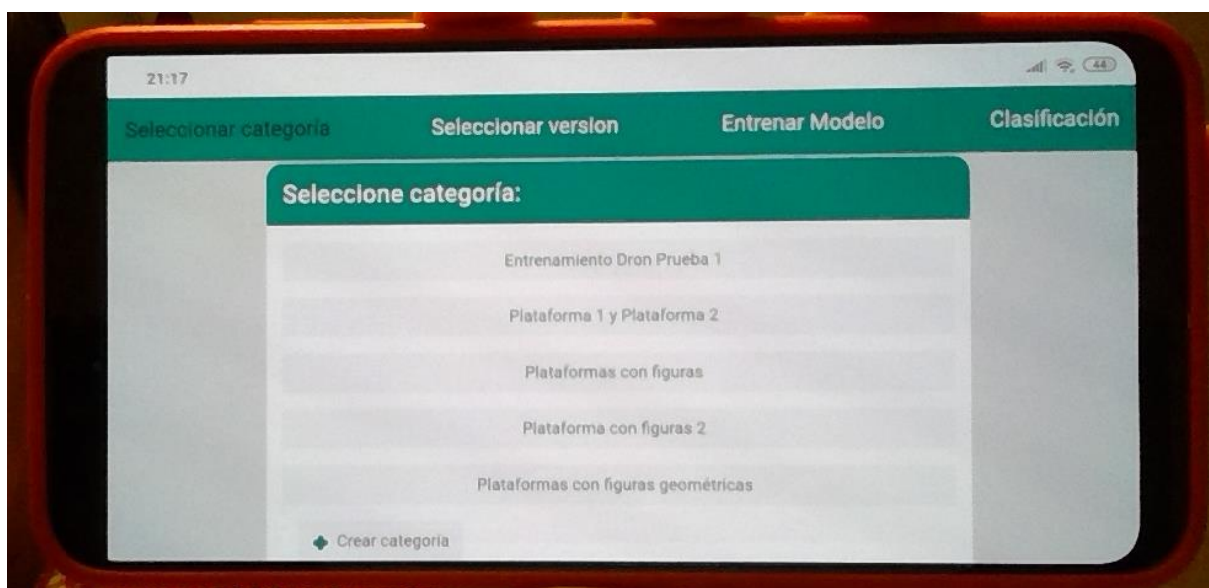 21:17
44
Seleccionar categoría Seleccionar version Entrenar Modelo Clasificación
Seleccione categoría:
Entrenamiento Dron Prueba 1
Plataforma 1 y Plataforma 2
Plataformas con figuras
Plataforma con figuras 2
Plataformas con figuras geométricas
Crear categoría